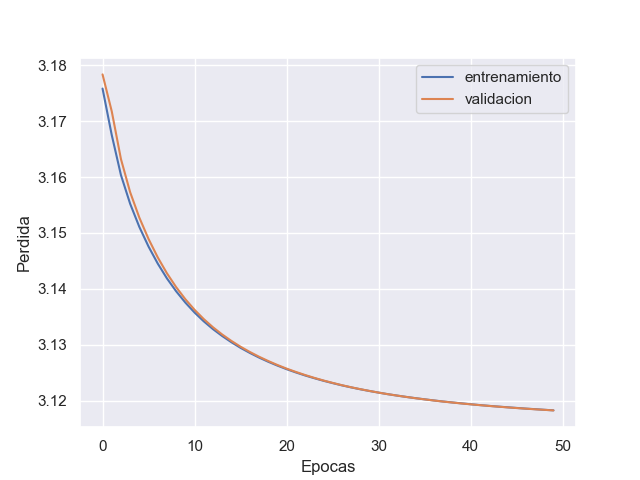 3.18
3.17
3.16
3.15
3.14
3.13
3.12
Perdida
entrenamiento
validacion
0 10 20 30 40 50
Epocas